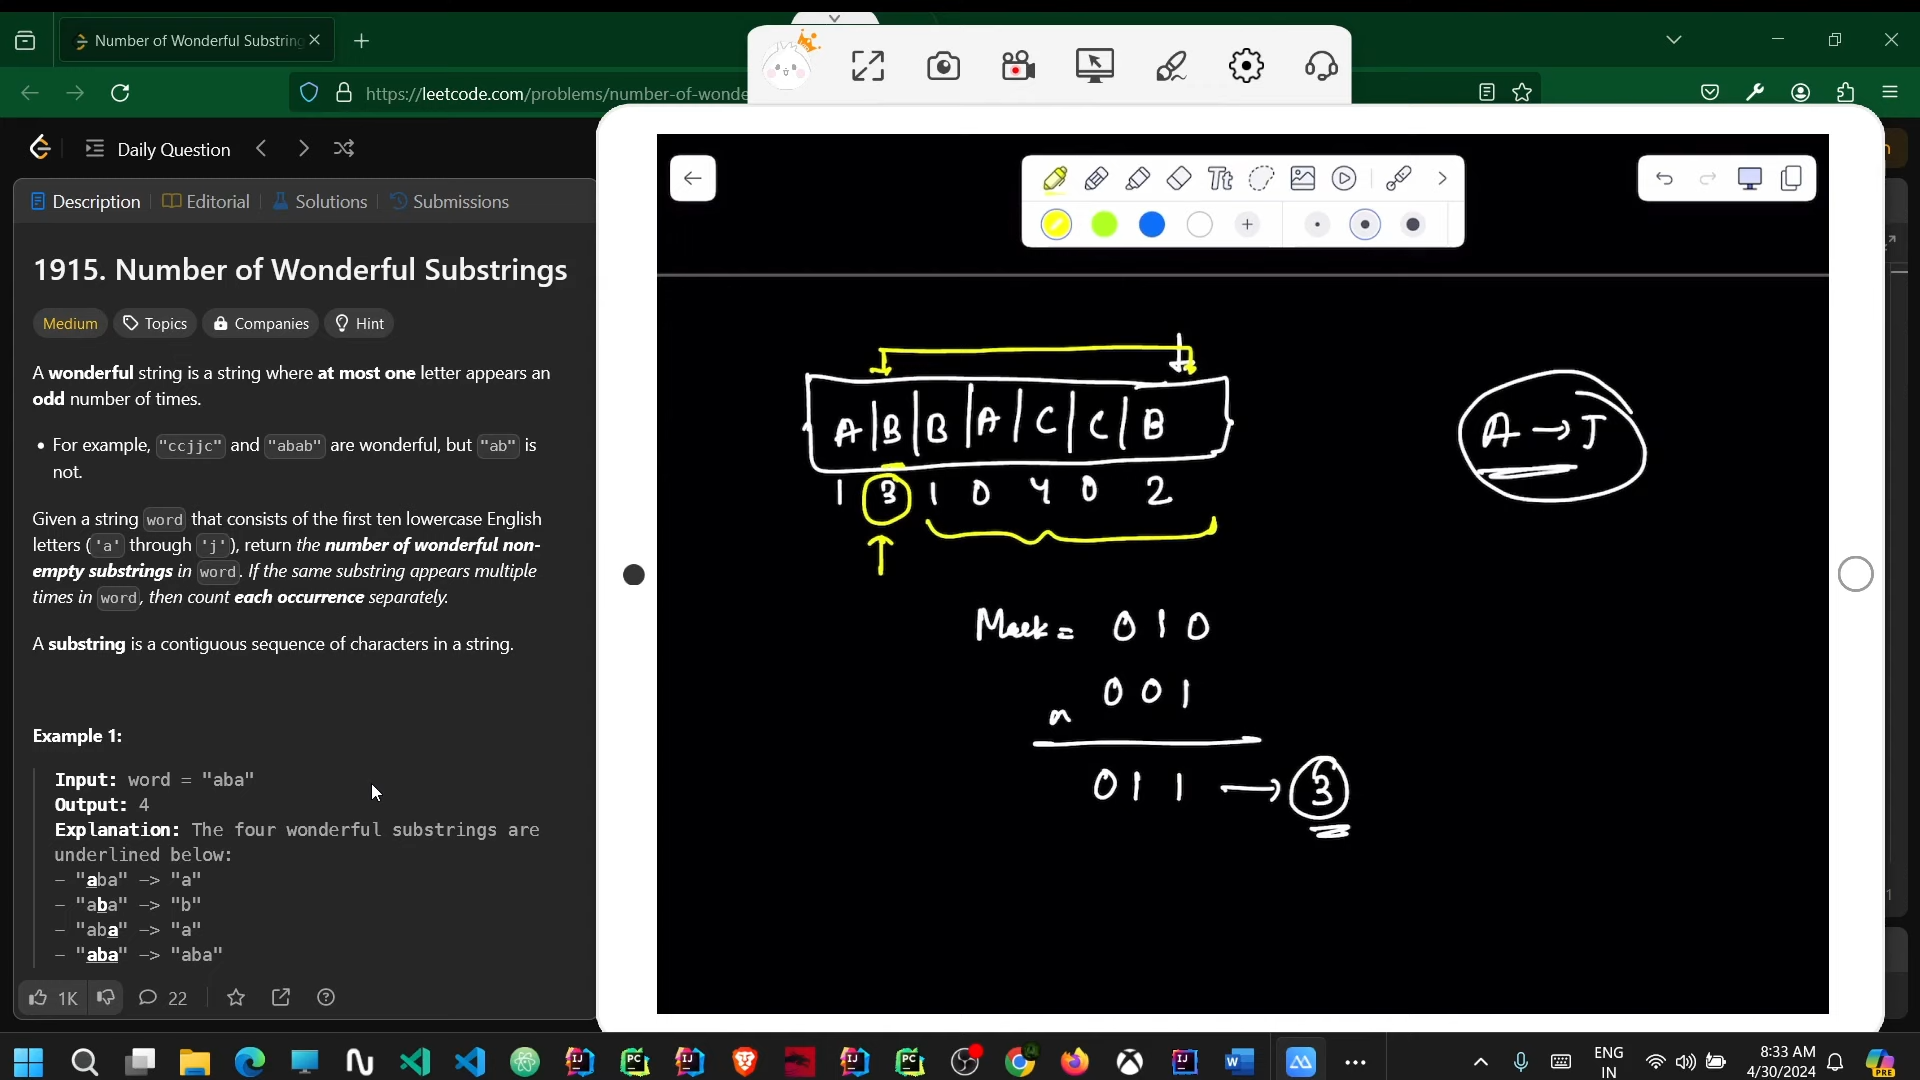 Number of Wonderful Substring
https://leetcode.com/problems/number-of-wonde
Daily Question
Description
Editorial
Solutions
Submissions
1915. Number of Wonderful Substrings
Medium
Topics
Companies
Hint
A wonderful string is a string where at most one letter appears an
odd number of times.
• For example, "ccjjc" and "abab" are wonderful, but "ab" is
not.
Given a string word that consists of the first ten lowercase English
letters ('a' through 'j'), return the number of wonderful non-
empty substrings in word. If the same substring appears multiple
times in word, then count each occurrence separately.
A substring is a contiguous sequence of characters in a string.
Example 1:
Input: word = "aba"
Output: 4
Explanation: The four wonderful substrings are
underlined below:
- "aba" -> "a"
- "aba" -> "b"
- "aba" -> "a"
- "aba" -> "aba"
1K
22
Tt
A | B | B | A | C | C | B
1 3 1 0 4 0 2
A → J
Mask = 0 1 0
0 0 1
^
0 1 1 → 3
ENG
IN
8:33 AM
4/30/2024
PRE